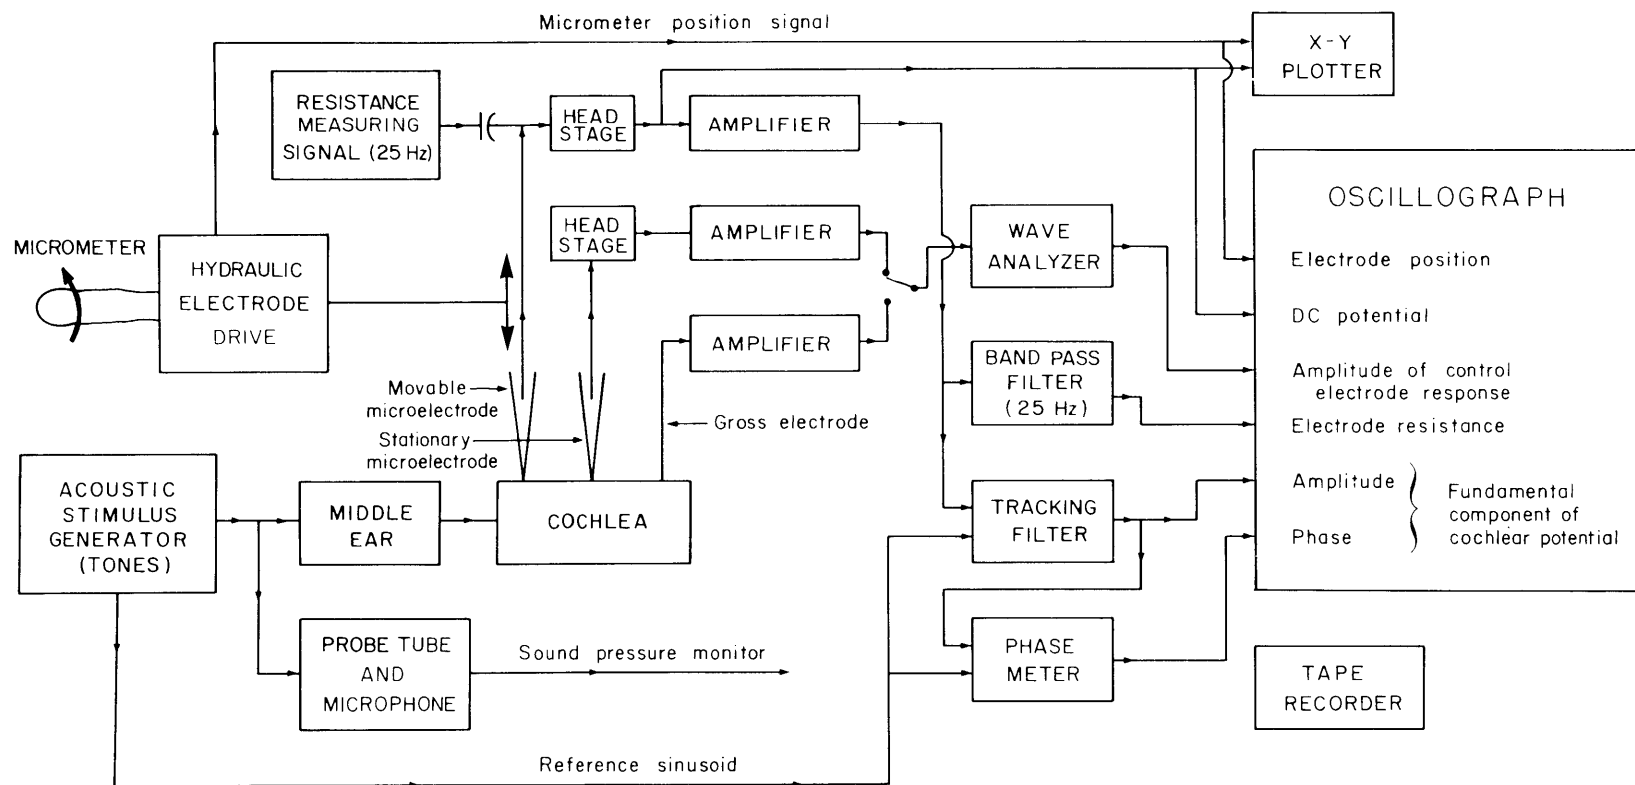 Micrometer position signal
X-Y
PLOTTER
RESISTANCE
MEASURING
SIGNAL (25 Hz)
HEAD
STAGE
AMPLIFIER
OSCILLOGRAPH
HEAD
STAGE
AMPLIFIER
WAVE
ANALYZER
MICROMETER
HYDRAULIC
ELECTRODE
DRIVE
Electrode position
DC potential
AMPLIFIER
BAND PASS
FILTER
(25 Hz)
Amplitude of control
electrode response
Electrode resistance
Movable
microelectrode
Stationary
microelectrode
Gross electrode
ACOUSTIC
STIMULUS
GENERATOR
(TONES)
MIDDLE
EAR
COCHLEA
TRACKING
FILTER
Amplitude
Phase
Fundamental
component of
cochlear potential
PROBE TUBE
AND
MICROPHONE
Sound pressure monitor
PHASE
METER
TAPE
RECORDER
Reference sinusoid